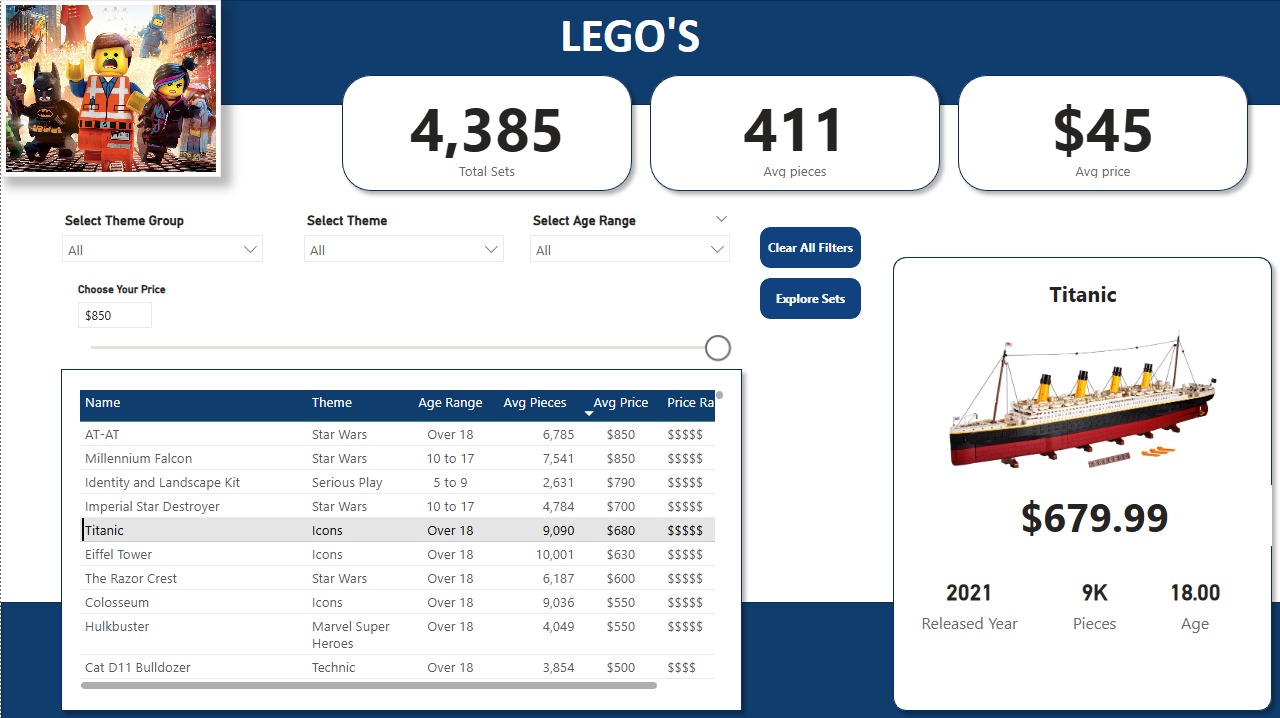 LEGO'S
4,385
Total Sets
411
Avg pieces
$45
Avg price
Select Theme Group
All
Select Theme
All
Select Age Range
All
Clear All Filters
Explore Sets
Choose Your Price
$850
Name Theme Age Range Avg Pieces Avg Price Price Ra
AT-AT Star Wars Over 18 6,785 $850 $$$$$
Millennium Falcon Star Wars 10 to 17 7,541 $850 $$$$$
Identity and Landscape Kit Serious Play 5 to 9 2,631 $790 $$$$$
Imperial Star Destroyer Star Wars 10 to 17 4,784 $700 $$$$$
Titanic Icons Over 18 9,090 $680 $$$$$
Eiffel Tower Icons Over 18 10,001 $630 $$$$$
The Razor Crest Star Wars Over 18 6,187 $600 $$$$$
Colosseum Icons Over 18 9,036 $550 $$$$$
Hulkbuster Marvel Super Over 18 4,049 $550 $$$$$
Heroes
Cat D11 Bulldozer Technic Over 18 3,854 $500 $$$$
Titanic
$679.99
2021 9K 18.00
Released Year Pieces Age